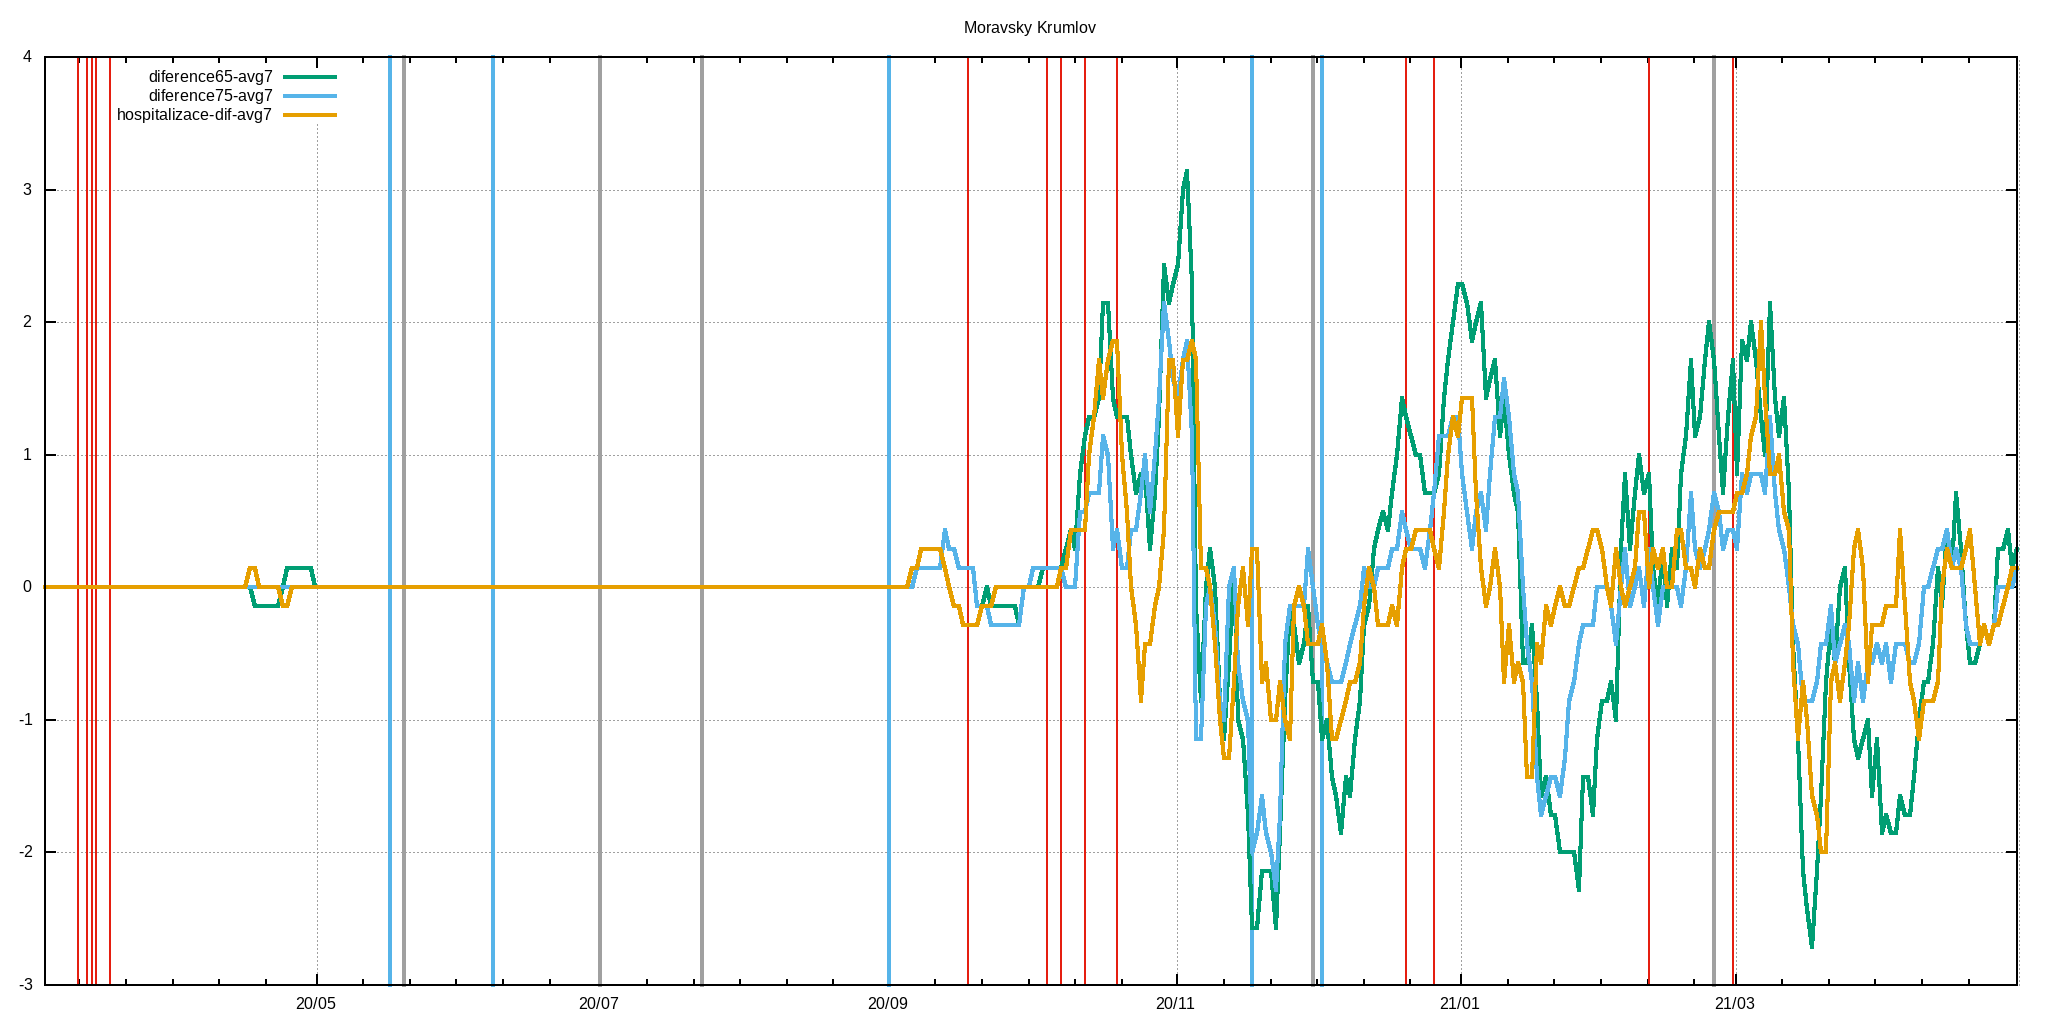 Moravsky Krumlov
diference65-avg7
diference75-avg7
hospitalizace-dif-avg7
4
3
2
1
0
-1
-2
-3
20/05 20/07 20/09 20/11 21/01 21/03